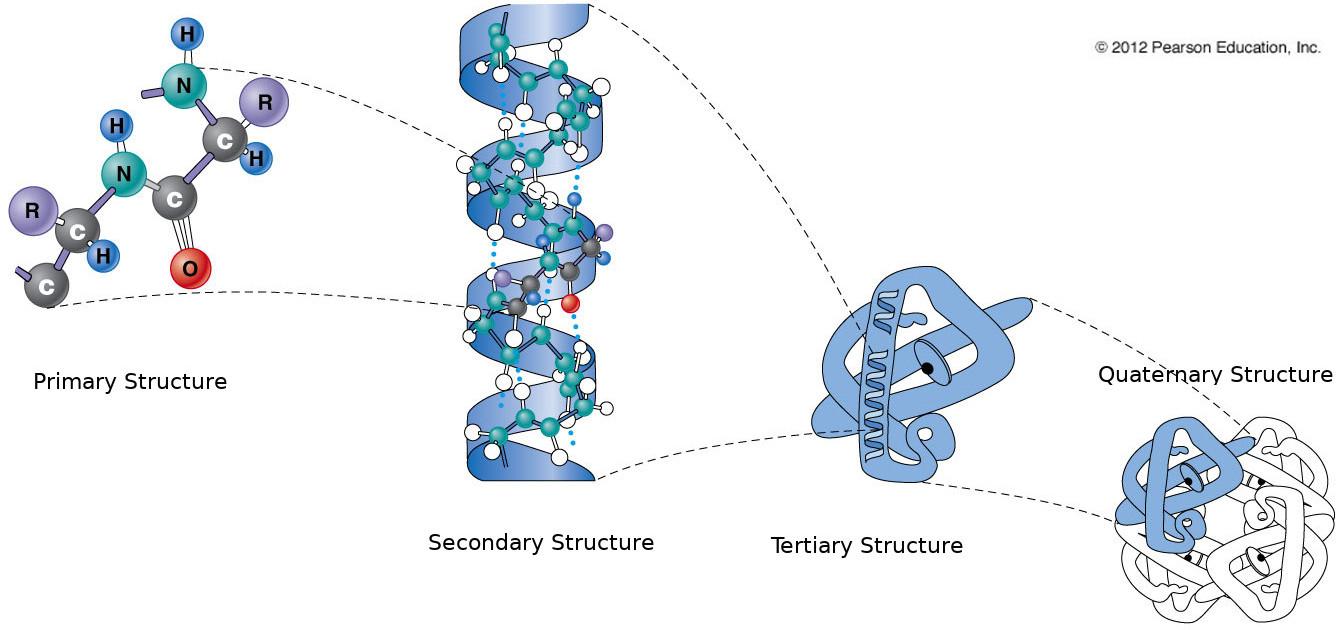 © 2012 Pearson Education, Inc.
H
N
R
H
C
H
N
C
R
C
H
O
C
Primary Structure
Secondary Structure
Tertiary Structure
Quaternary Structure